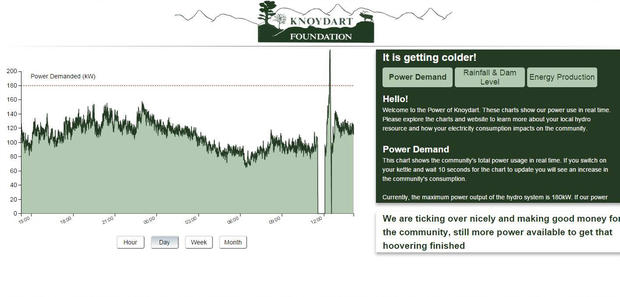 KNOYDART
FOUNDATION
It is getting colder!
Power Demand
Rainfall & Dam
Level
Energy Production
Hello!
Welcome to the Power of Knoydart. These charts show our power use in real time.
Please explore the charts and website to learn more about your local hydro
resource and how your electricity consumption impacts on the community.
Power Demand
This chart shows the community's total power usage in real time. If you switch on
your kettle and wait 10 seconds for the chart to update you will see an increase in
the community's consumption.
Currently, the maximum power output of the hydro system is 180kW. If our power
We are ticking over nicely and making good money for
the community, still more power available to get that
hoovering finished
Power Demanded (kW)
200
180
160
140
120
100
80
60
40
20
0
15:00
18:00
21:00
00:00
03:00
06:00
09:00
12:00
Hour
Day
Week
Month